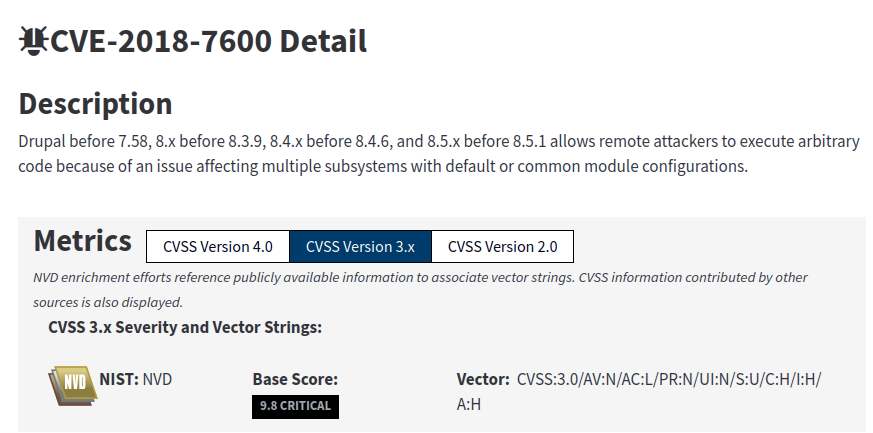 CVE-2018-7600 Detail
Description
Drupal before 7.58, 8.x before 8.3.9, 8.4.x before 8.4.6, and 8.5.x before 8.5.1 allows remote attackers to execute arbitrary
code because of an issue affecting multiple subsystems with default or common module configurations.
Metrics CVSS Version 4.0 CVSS Version 3.x CVSS Version 2.0
NVD enrichment efforts reference publicly available information to associate vector strings. CVSS information contributed by other
sources is also displayed.
CVSS 3.x Severity and Vector Strings:
NVD NIST: NVD Base Score: Vector: CVSS:3.0/AV:N/AC:L/PR:N/UI:N/S:U/C:H/I:H/
9.8 CRITICAL A:H